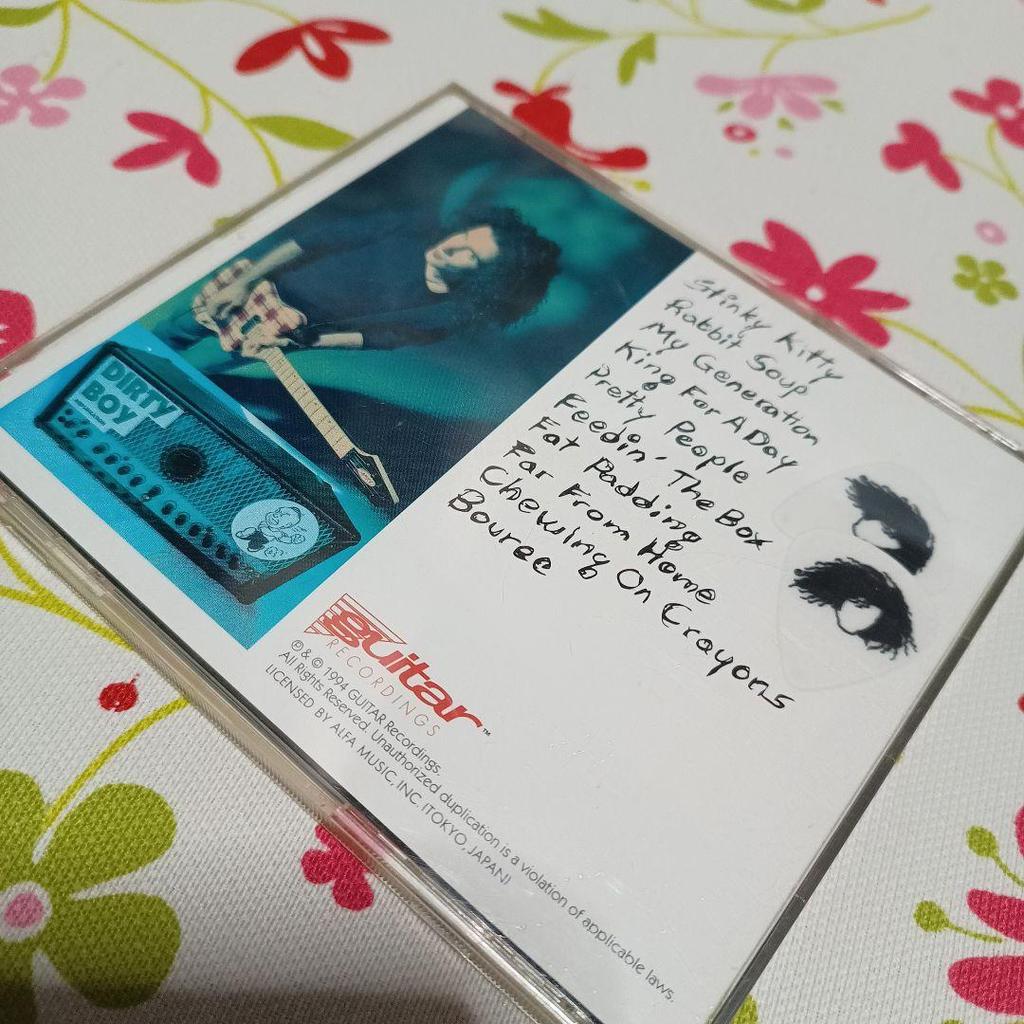 DIRTY
BOY
Stinky Kitty
Rabbit Soup
My Generation
King For A Day
Pretty People
Feedin' The Box
Fat Padding
Far From Home
Chewing On Crayons
Bouree
guitar™
RECORDINGS
℗ & © 1994 GUITAR Recordings.
All Rights Reserved. Unauthorized duplication is a violation of applicable laws.
LICENSED BY ALFA MUSIC, INC. (TOKYO, JAPAN)